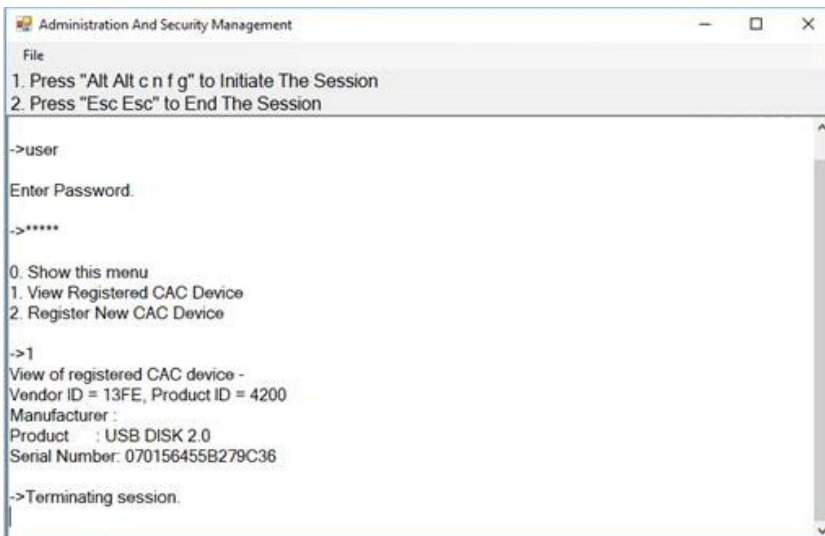 Administration And Security Management
File
1. Press "Alt Alt c n f g" to Initiate The Session
2. Press "Esc Esc" to End The Session
->user
Enter Password.
->*****
0. Show this menu
1. View Registered CAC Device
2. Register New CAC Device
->1
View of registered CAC device -
Vendor ID = 13FE, Product ID = 4200
Manufacturer :
Product : USB DISK 2.0
Serial Number: 070156455B279C36
->Terminating session.